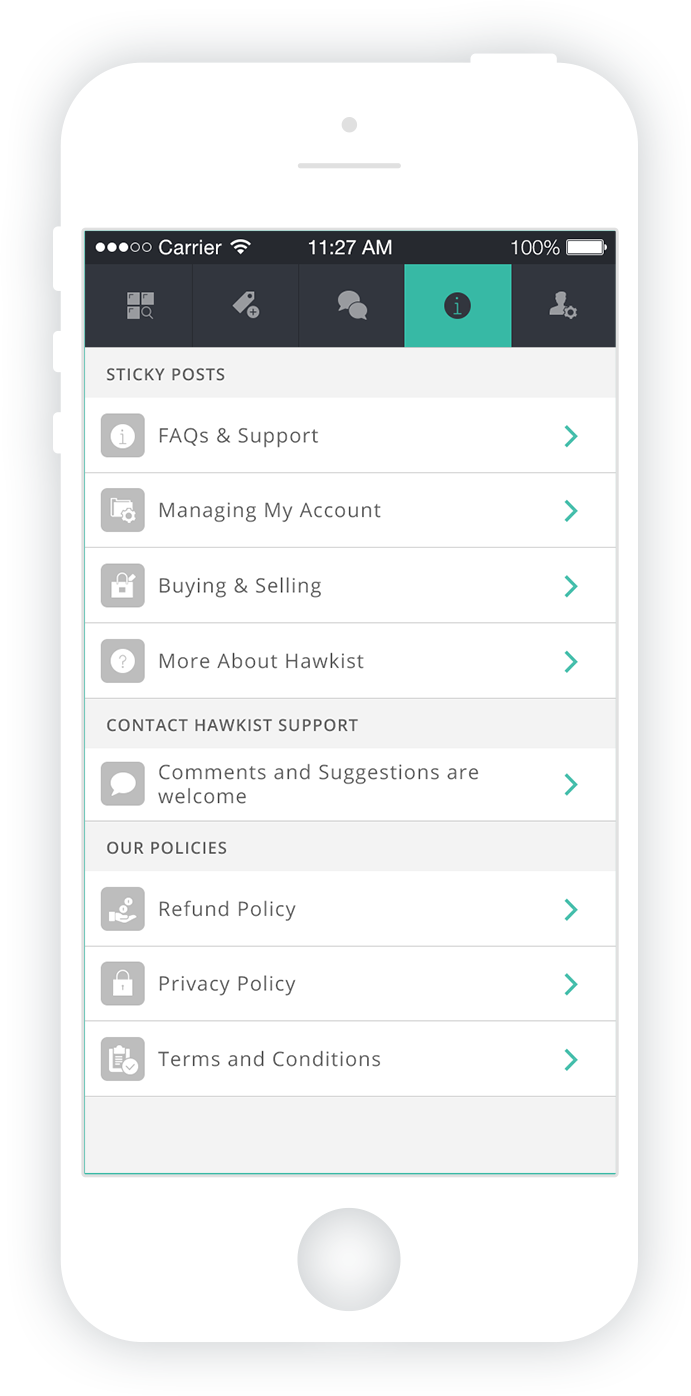 Carrier 11:27 AM 100%
STICKY POSTS
FAQs & Support
Managing My Account
Buying & Selling
More About Hawkist
CONTACT HAWKIST SUPPORT
Comments and Suggestions are
welcome
OUR POLICIES
Refund Policy
Privacy Policy
Terms and Conditions